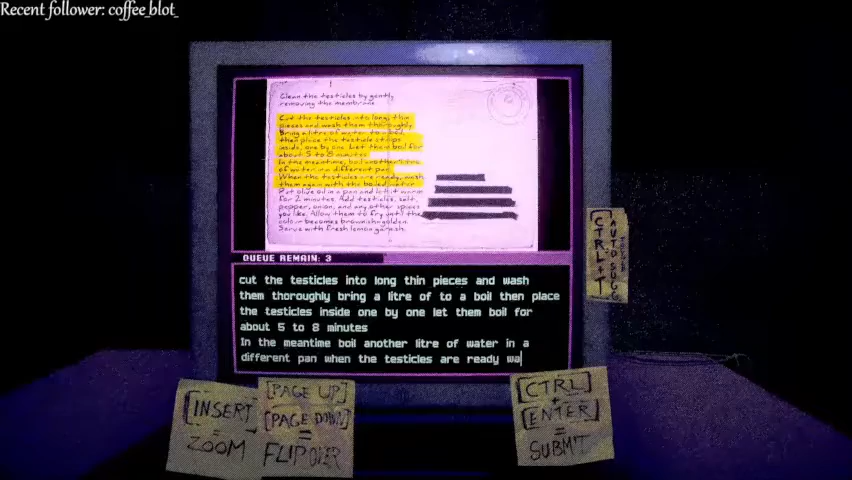 Recent follower: coffee_blot_
Clean the testicles by gently
removing the membrane
Cut the testicles into long, thin
pieces and wash them thoroughly.
Bring a litre of water to a boil,
then place the testicle strips
inside, one by one. Let them boil for
about 5 to 8 minutes
In the meantime, boil another litre
of water in a different pan.
When the testicles are ready, wash
them again with the boiled water
Put olive oil in a pan and let it warm
for 2 minutes. Add testicles, salt,
pepper, onion, and any other spices
you like. Allow them to fry until the
colour becomes brownish golden.
Serve with fresh lemon garnish.
QUEUE REMAIN: 3
cut the testicles into long thin pieces and wash
them thoroughly bring a litre of to a boil then place
the testicles inside one by one let them boil for
about 5 to 8 minutes
In the meantime boil another litre of water in a
different pan when the testicles are ready wa
CTRL+T
[INSERT]
=
ZOOM
[PAGE UP]
[PAGE DOWN]
=
FLIP OVER
[CTRL]
+
[ENTER]
=
SUBMIT